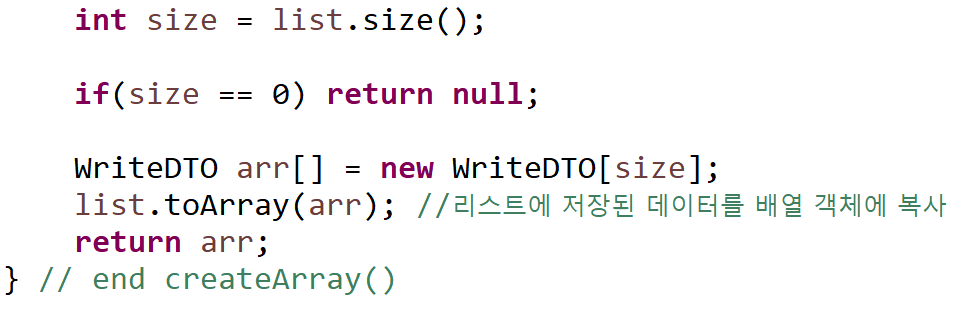 int size = list.size();
if(size == 0) return null;
WriteDTO arr[] = new WriteDTO[size];
list.toArray(arr); //리스트에 저장된 데이터를 배열 객체에 복사
return arr;
} // end createArray()